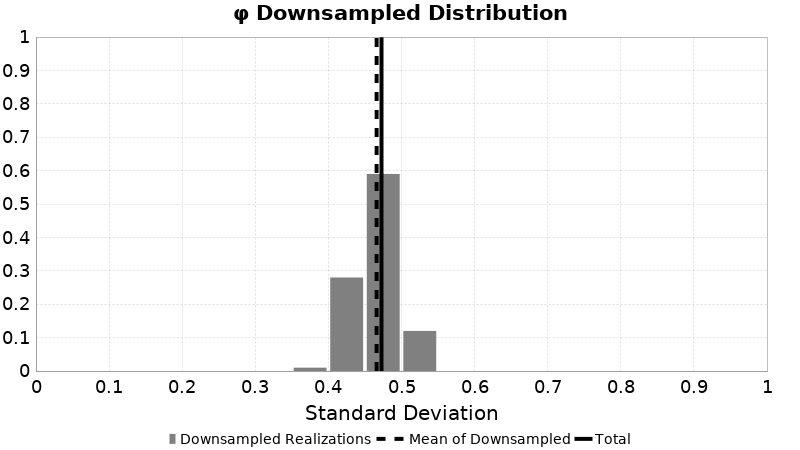 φ Downsampled Distribution
1
0.9
0.8
0.7
0.6
0.5
0.4
0.3
0.2
0.1
0
0 0.1 0.2 0.3 0.4 0.5 0.6 0.7 0.8 0.9 1
Standard Deviation
Downsampled Realizations Mean of Downsampled Total